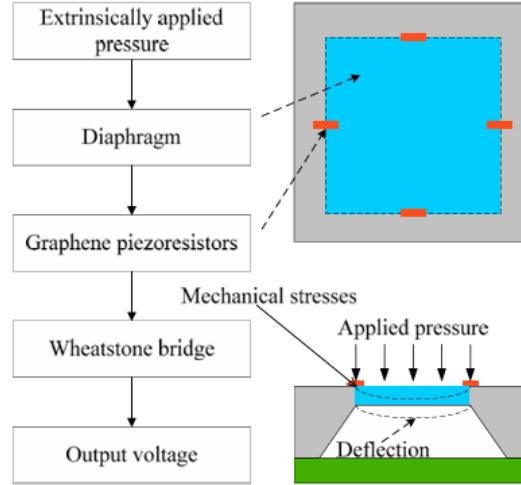 Extrinsically applied
pressure
Diaphragm
Graphene piezoresistors
Mechanical stresses
Applied pressure
Wheatstone bridge
Deflection
Output voltage